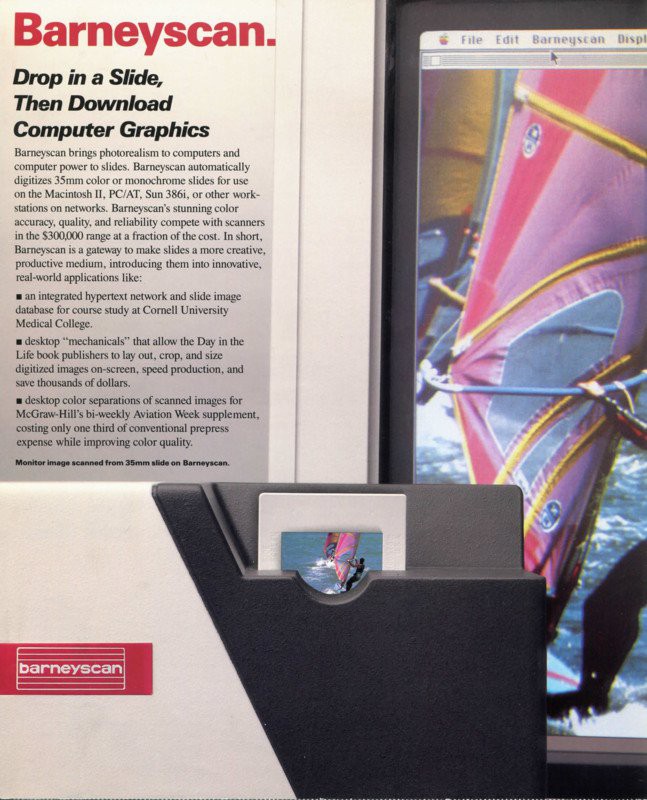 Barneyscan.
Drop in a Slide,
Then Download
Computer Graphics
Barneyscan brings photorealism to computers and
computer power to slides. Barneyscan automatically
digitizes 35mm color or monochrome slides for use
on the Macintosh II, PC/AT, Sun 386i, or other work-
stations on networks. Barneyscan's stunning color
accuracy, quality, and reliability compete with scanners
in the $300,000 range at a fraction of the cost. In short,
Barneyscan is a gateway to make slides a more creative,
productive medium, introducing them into innovative,
real-world applications like:
■ an integrated hypertext network and slide image
database for course study at Cornell University
Medical College.
■ desktop “mechanicals” that allow the Day in the
Life book publishers to lay out, crop, and size
digitized images on-screen, speed production, and
save thousands of dollars.
■ desktop color separations of scanned images for
McGraw-Hill's bi-weekly Aviation Week supplement,
costing only one third of conventional prepress
expense while improving color quality.
Monitor image scanned from 35mm slide on Barneyscan.
File Edit Barneyscan Displ
barneyscan